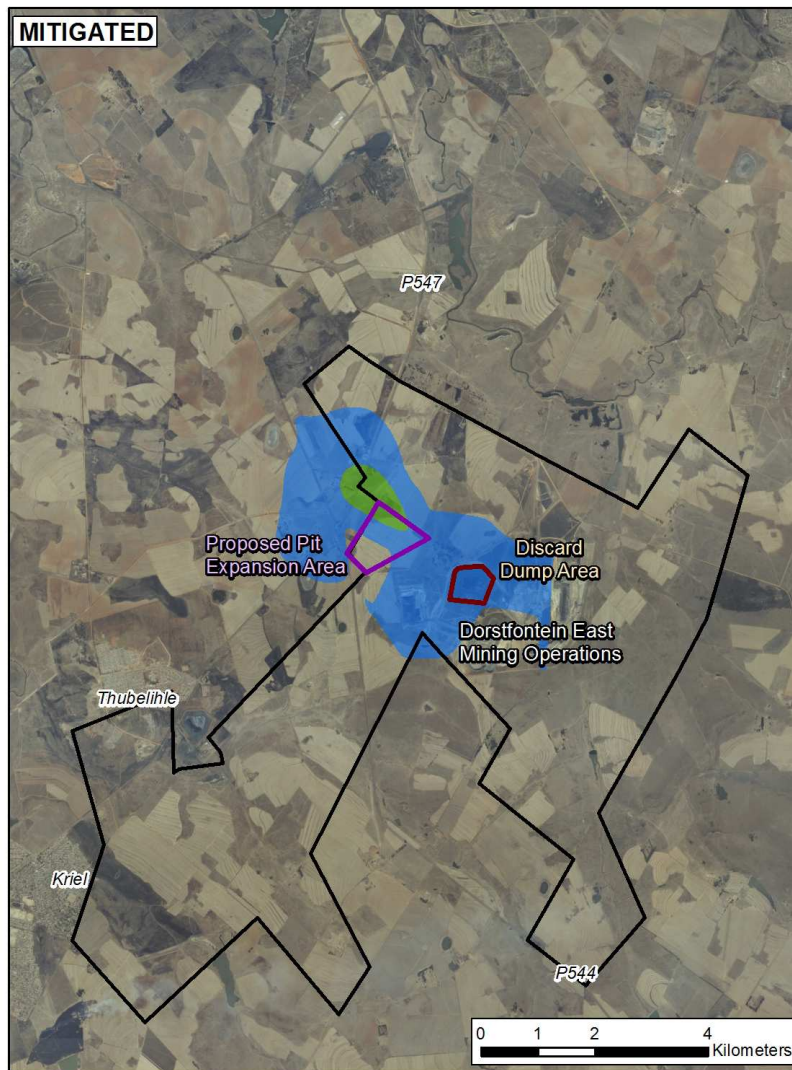 MITIGATED
P547
Proposed Pit
Expansion Area
Discard
Dump Area
Dorstfontein East
Mining Operations
Thubelihle
Kriel
P544
0 1 2 4
Kilometers